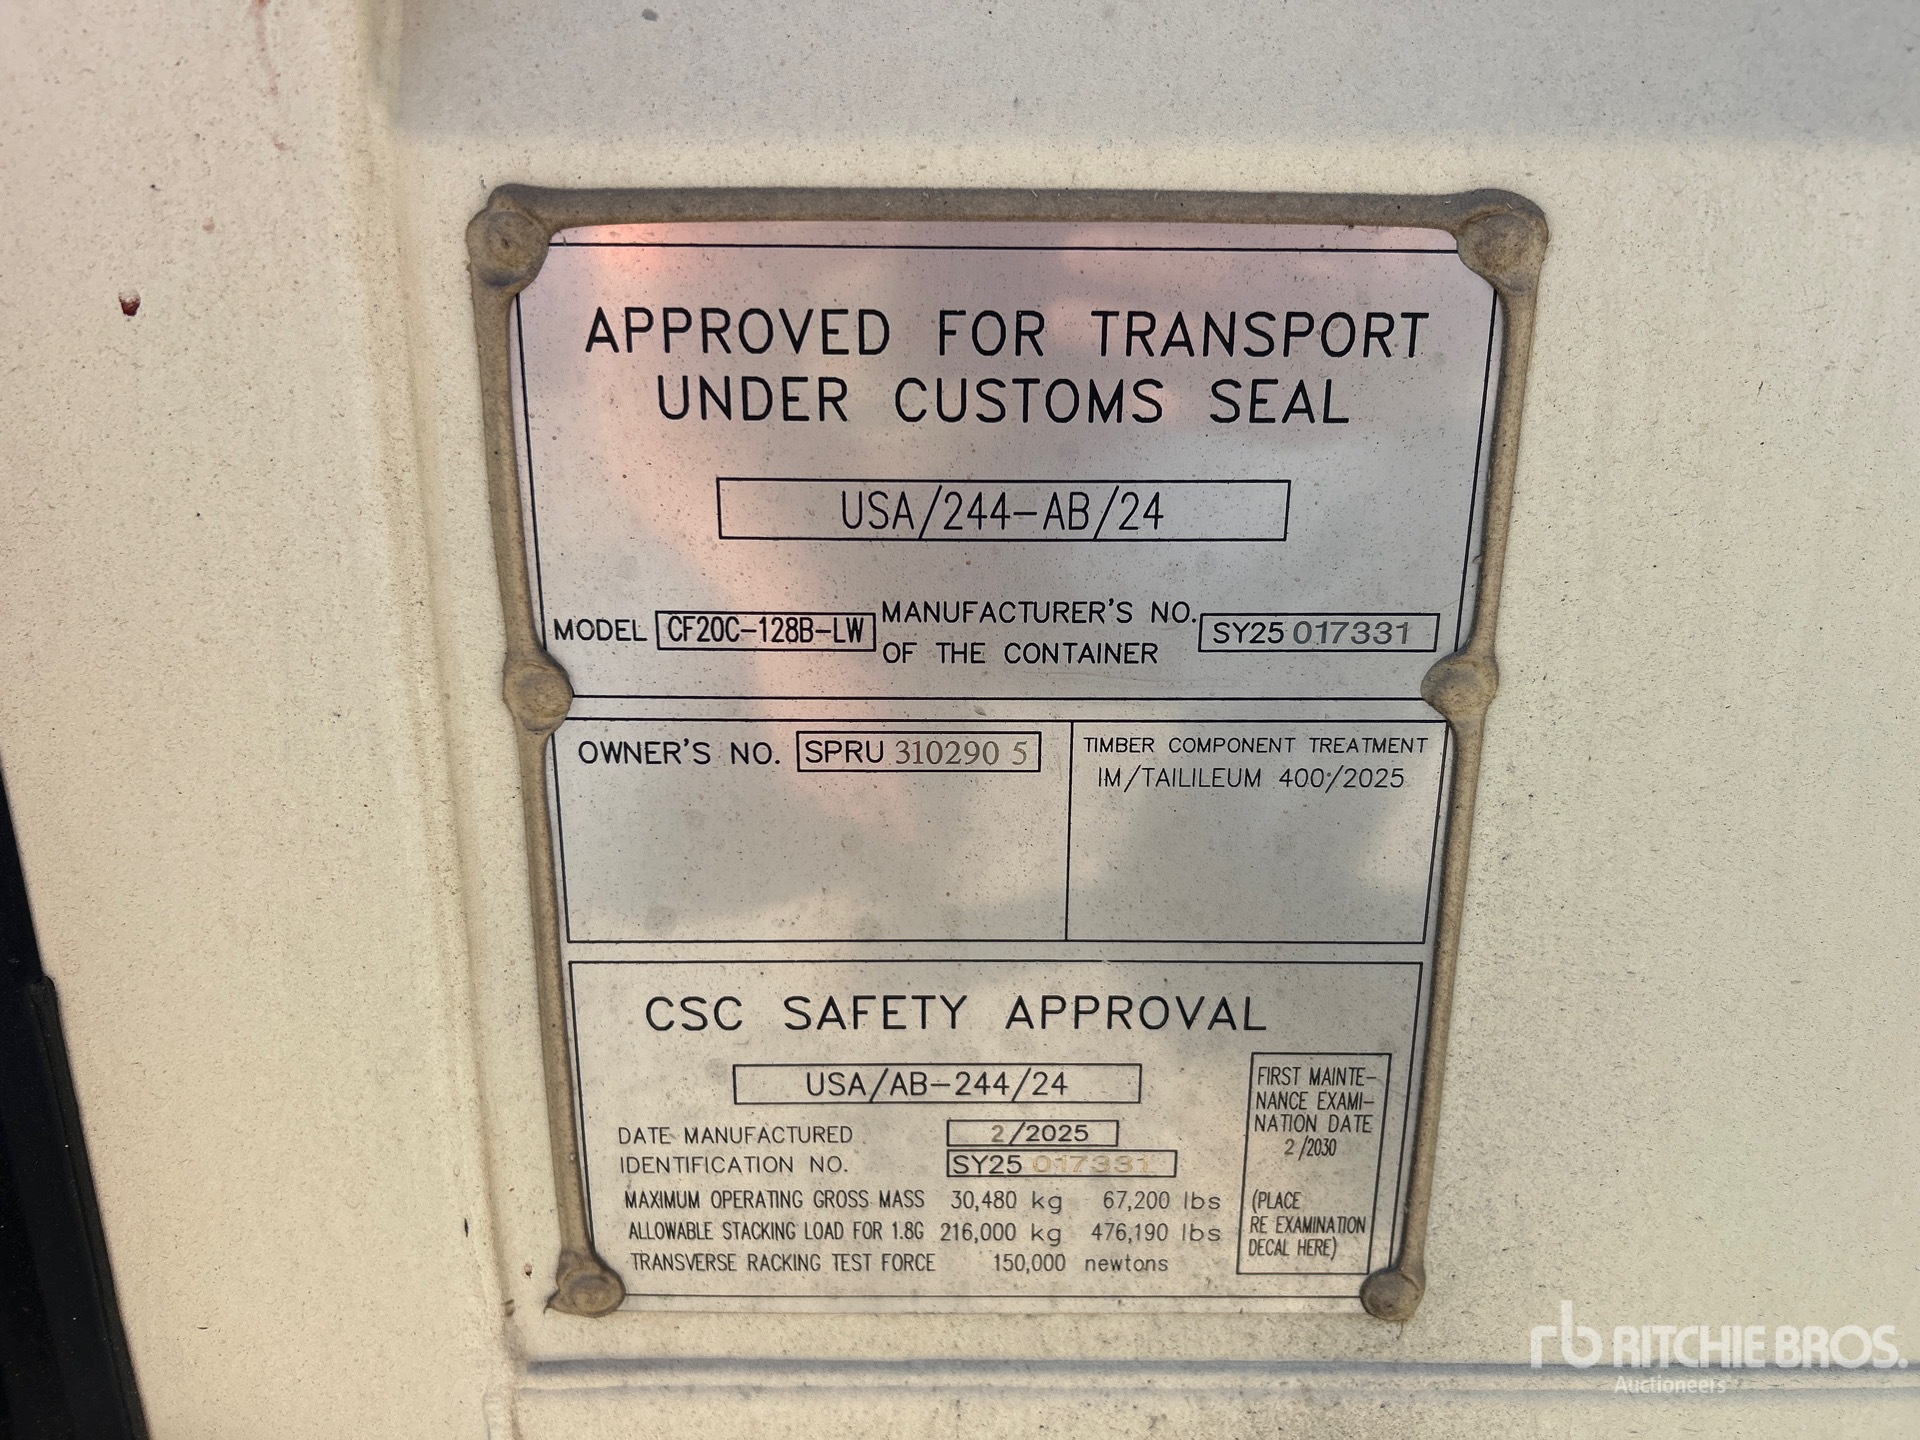 APPROVED FOR TRANSPORT
UNDER CUSTOMS SEAL
USA/244-AB/24
MODEL CF20C-128B-LW MANUFACTURER'S NO. OF THE CONTAINER SY25 017331
OWNER'S NO. SPRU 310290 5
TIMBER COMPONENT TREATMENT
IM/TAILILEUM 400/2025
CSC SAFETY APPROVAL
USA/AB-244/24
DATE MANUFACTURED 2/2025
IDENTIFICATION NO. SY25 017331
MAXIMUM OPERATING GROSS MASS 30,480 kg 67,200 lbs
ALLOWABLE STACKING LOAD FOR 1.8G 216,000 kg 476,190 lbs
TRANSVERSE RACKING TEST FORCE 150,000 newtons
FIRST MAINTE-
NANCE EXAMI-
NATION DATE
2/2030
(PLACE
RE EXAMINATION
DECAL HERE)
rb RITCHIE BROS.
Auctioneers